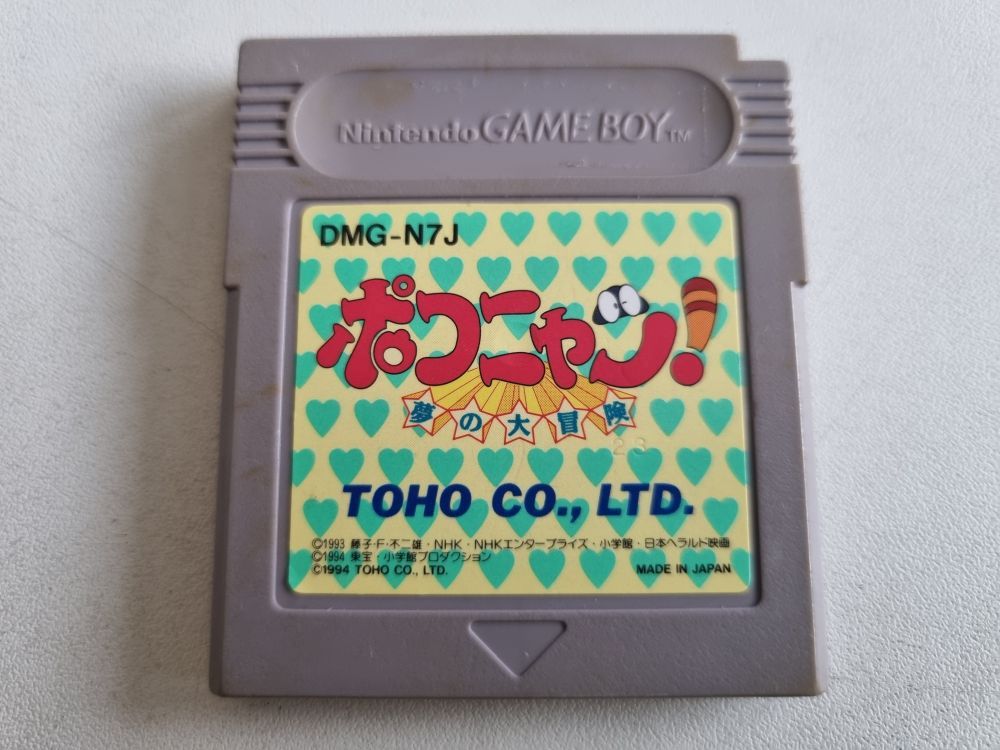 Nintendo GAME BOY™
DMG-N7J
ポコニャン!
夢の大冒険
23
TOHO CO., LTD.
©1993 藤子·F·不二雄·NHK·NHKエンタープライズ·小学館·日本ヘラルド映画
©1994 東宝·小学館プロダクション
©1994 TOHO CO., LTD.
MADE IN JAPAN